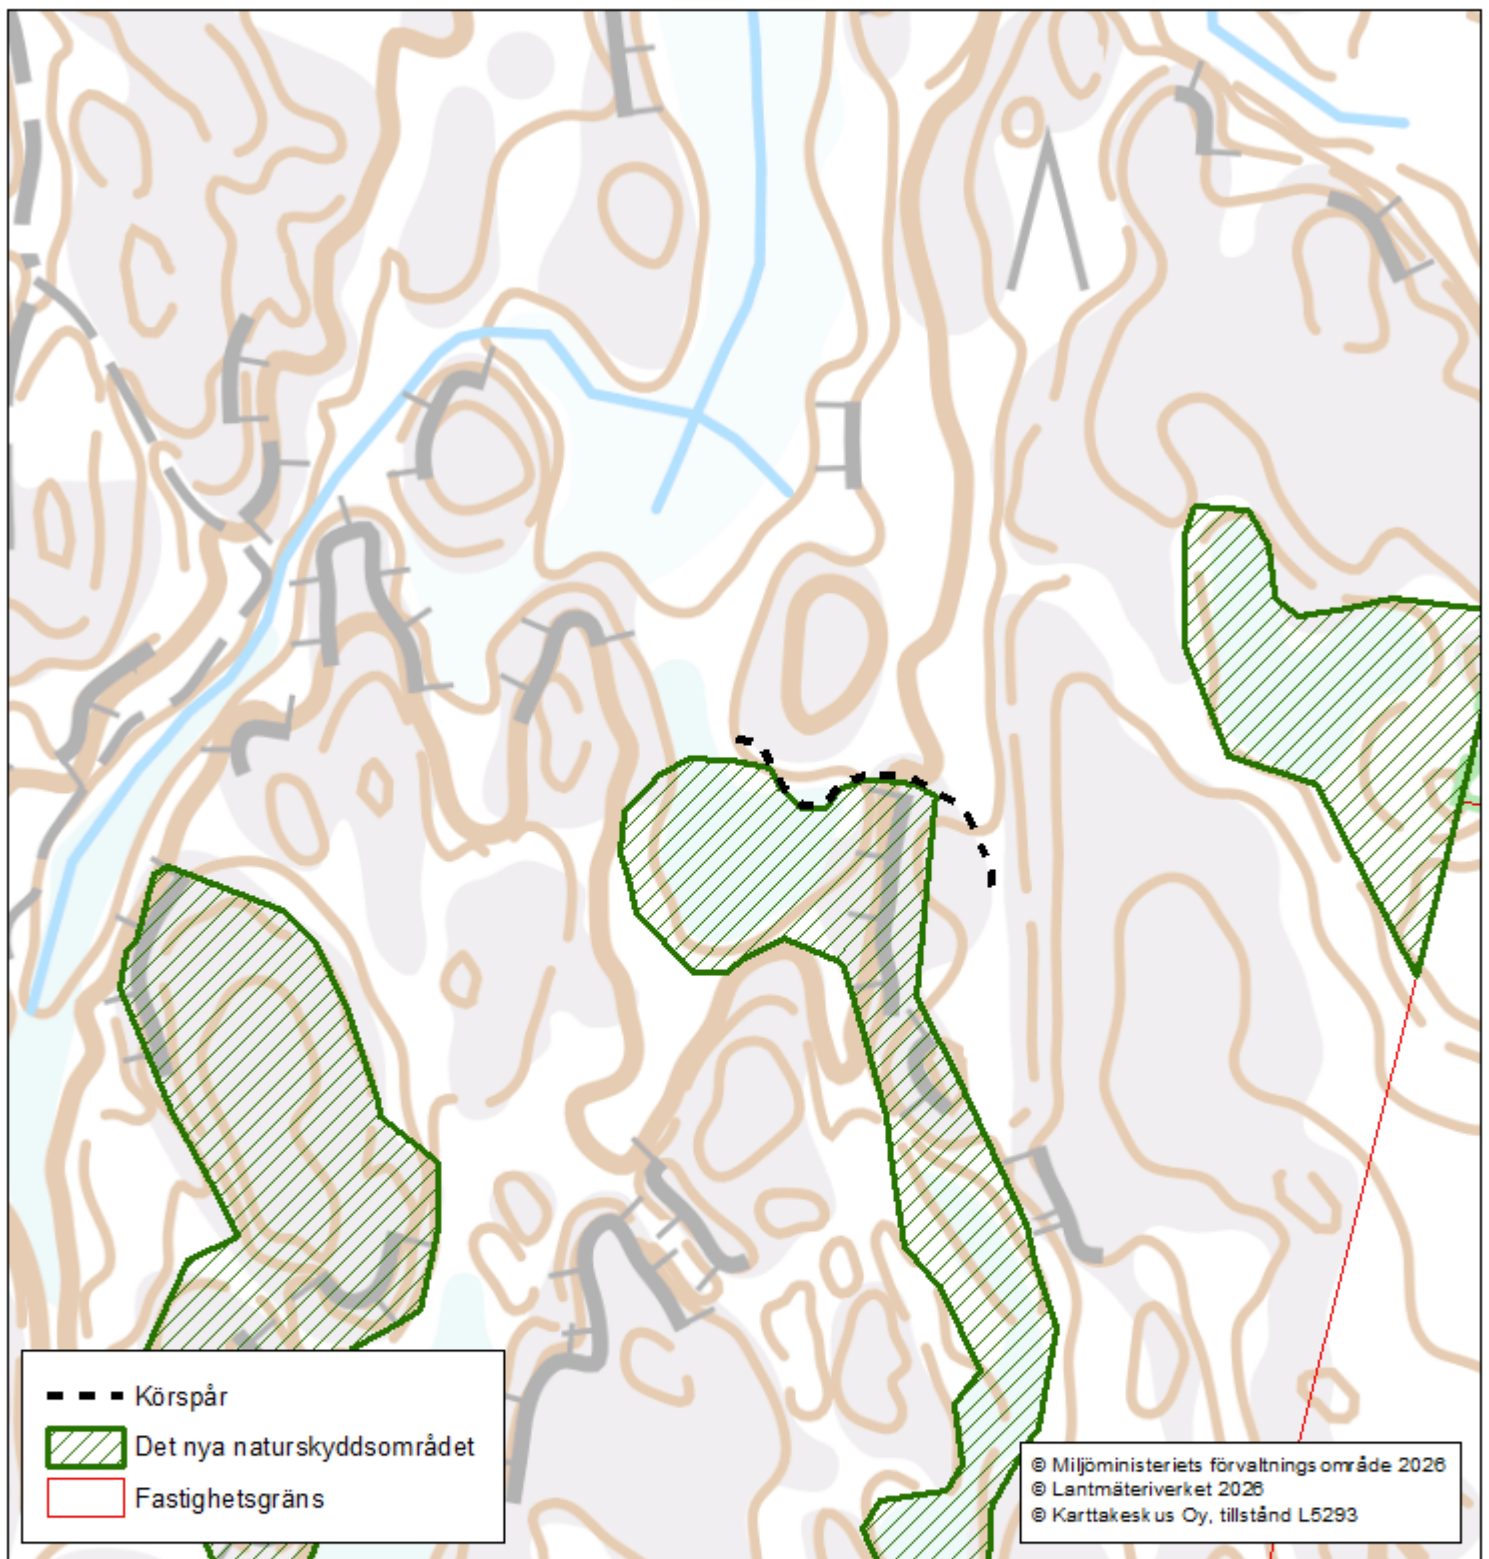 Körspår
Det nya naturskyddsområdet
Fastighetsgräns
© Miljöministeriets förvaltningsområde 2026
© Lantmäteriverket 2026
© Karttakeskus Oy, tillstånd L5293